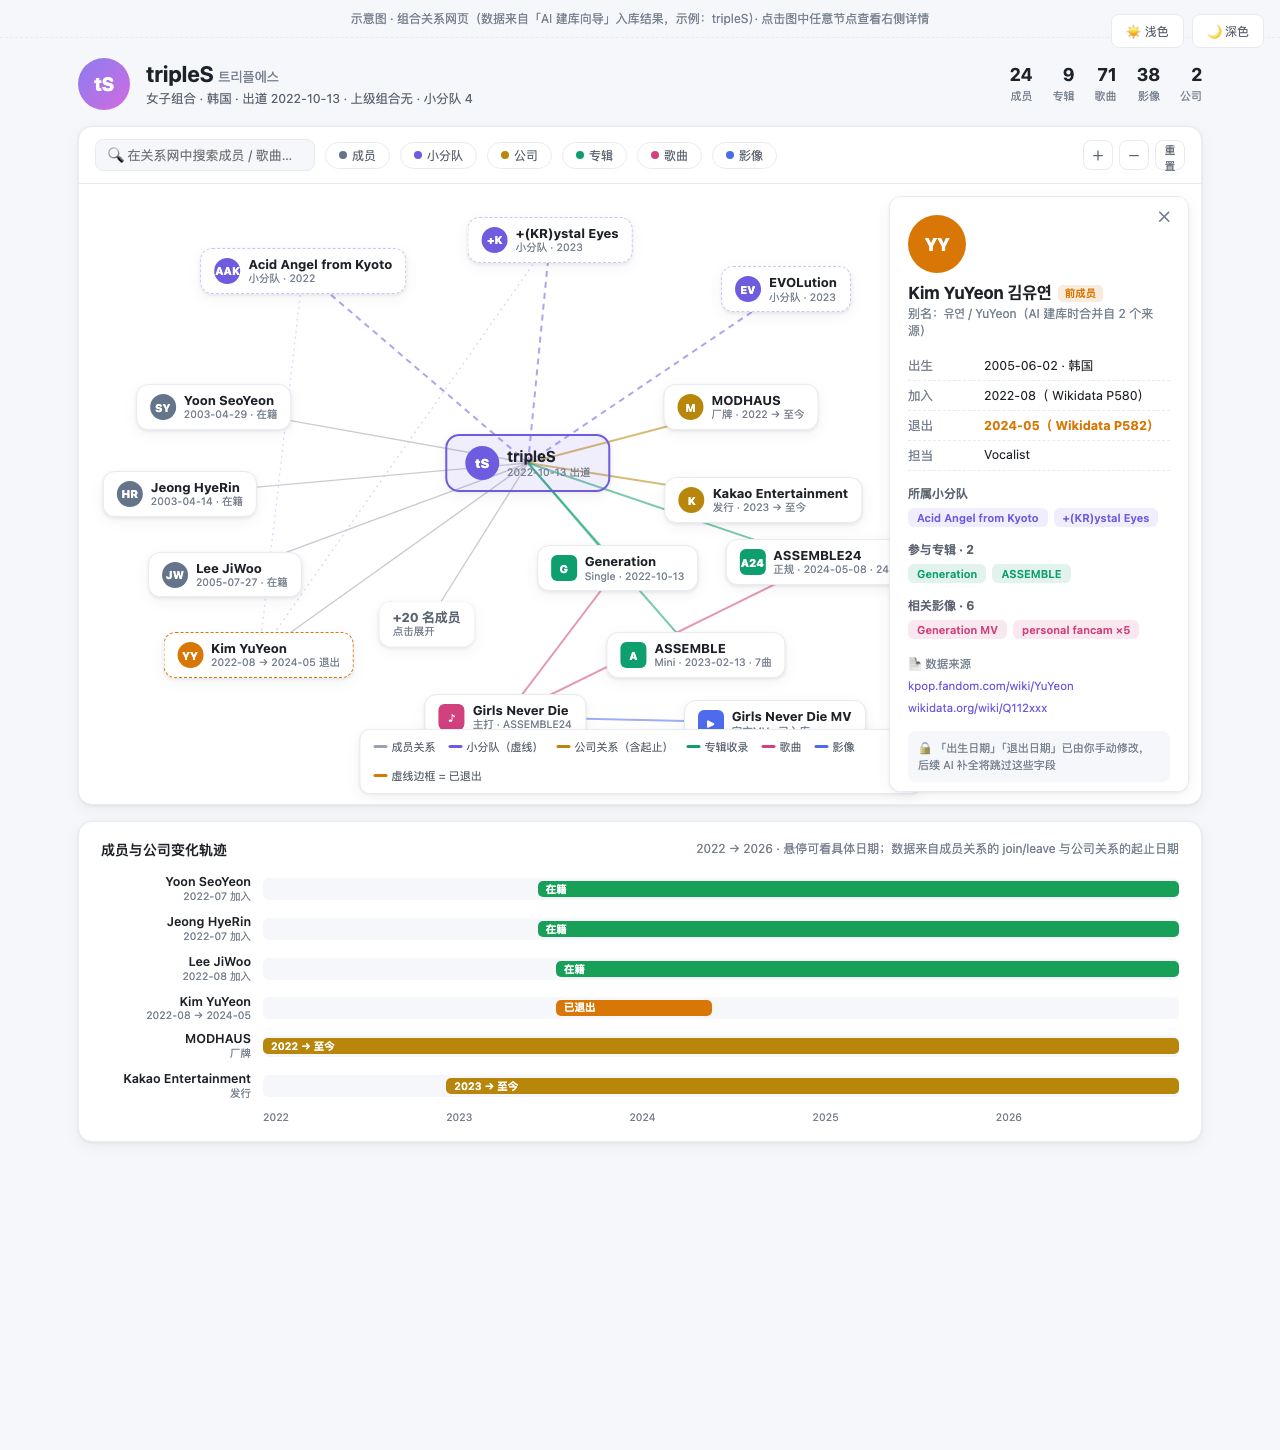 示意图 · 组合关系网页（数据来自「AI 建库向导」入库结果，示例：tripleS）· 点击图中任意节点查看右侧详情
☀️ 浅色
🌙 深色
tS
tripleS 트리플에스
女子组合 · 韩国 · 出道 2022-10-13 · 上级组合无 · 小分队 4
24
成员
9
专辑
71
歌曲
38
影像
2
公司
🔍 在关系网中搜索成员 / 歌曲…
成员
小分队
公司
专辑
歌曲
影像
+
−
重
置
+K
+(KR)ystal Eyes
小分队 · 2023
AAK
Acid Angel from Kyoto
小分队 · 2022
EV
EVOLution
小分队 · 2023
SY
Yoon SeoYeon
2003-04-29 · 在籍
M
MODHAUS
厂牌 · 2022 → 至今
tS
tripleS
2022-10-13 出道
HR
Jeong HyeRin
2003-04-14 · 在籍
K
Kakao Entertainment
发行 · 2023 → 至今
JW
Lee JiWoo
2005-07-27 · 在籍
G
Generation
Single · 2022-10-13
A24
ASSEMBLE24
正规 · 2024-05-08 · 24
+20 名成员
点击展开
YY
Kim YuYeon
2022-08 → 2024-05 退出
A
ASSEMBLE
Mini · 2023-02-13 · 7曲
♪
Girls Never Die
主打 · ASSEMBLE24
▶
Girls Never Die MV
成员关系
小分队（虚线）
公司关系（含起止）
专辑收录
歌曲
影像
虚线边框 = 已退出
×
YY
Kim YuYeon 김유연 前成员
别名：유연 / YuYeon（AI 建库时合并自 2 个来
源）
出生 2005-06-02 · 韩国
加入 2022-08（ Wikidata P580)
退出 2024-05（ Wikidata P582)
担当 Vocalist
所属小分队
Acid Angel from Kyoto
+(KR)ystal Eyes
参与专辑 · 2
Generation
ASSEMBLE
相关影像 · 6
Generation MV
personal fancam ×5
📄 数据来源
kpop.fandom.com/wiki/YuYeon
wikidata.org/wiki/Q112xxx
🔒 「出生日期」「退出日期」已由你手动修改，
后续 AI 补全将跳过这些字段
成员与公司变化轨迹
2022 → 2026 · 悬停可看具体日期；数据来自成员关系的 join/leave 与公司关系的起止日期
Yoon SeoYeon
2022-07 加入
在籍
Jeong HyeRin
2022-07 加入
在籍
Lee JiWoo
2022-08 加入
在籍
Kim YuYeon
2022-08 → 2024-05
已退出
MODHAUS
厂牌
2022 → 至今
Kakao Entertainment
发行
2023 → 至今
2022
2023
2024
2025
2026